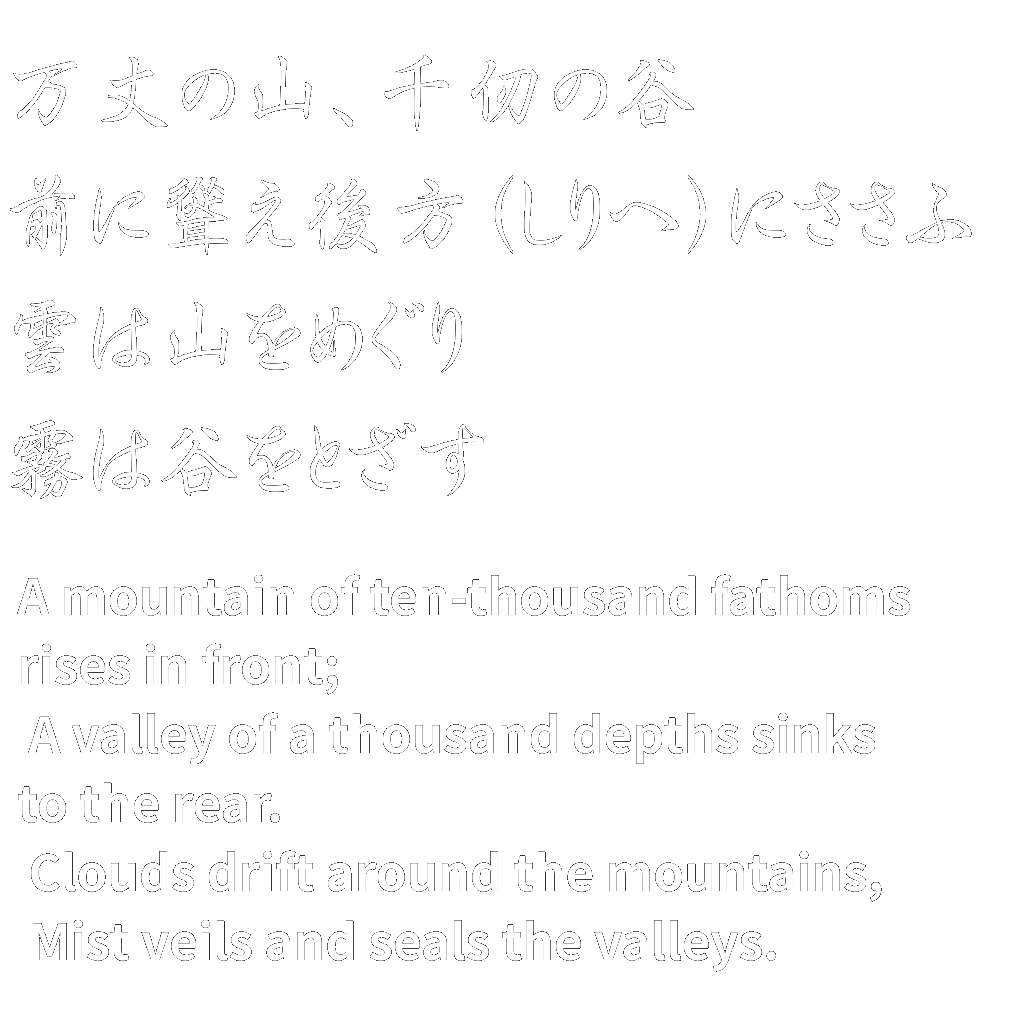 万丈の山、千仞の谷
前に聳え後方(しりへ)にささふ
雲は山をめぐり
霧は谷をとざす
A mountain of ten-thousand fathoms
rises in front;
A valley of a thousand depths sinks
to the rear.
Clouds drift around the mountains,
Mist veils and seals the valleys.